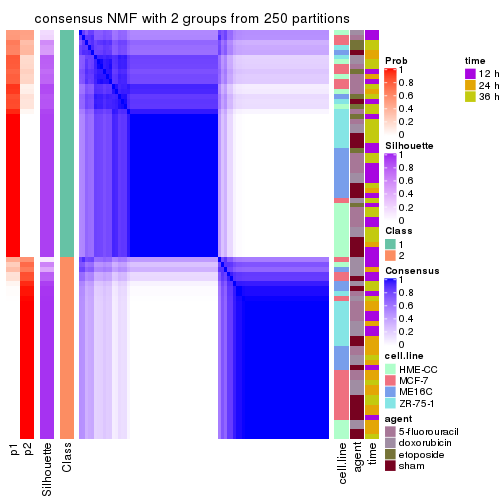 consensus NMF with 2 groups from 250 partitions
p1
p2
Silhouette
Class
cell.line
agent
time
Prob
1
0.8
0.6
0.4
0.2
0
Silhouette
1
0.8
0.6
0.4
0.2
0
Class
1
2
Consensus
1
0.8
0.6
0.4
0.2
0
cell.line
HME-CC
MCF-7
ME16C
ZR-75-1
agent
5-fluorouracil
doxorubicin
etoposide
sham
time
12 h
24 h
36 h